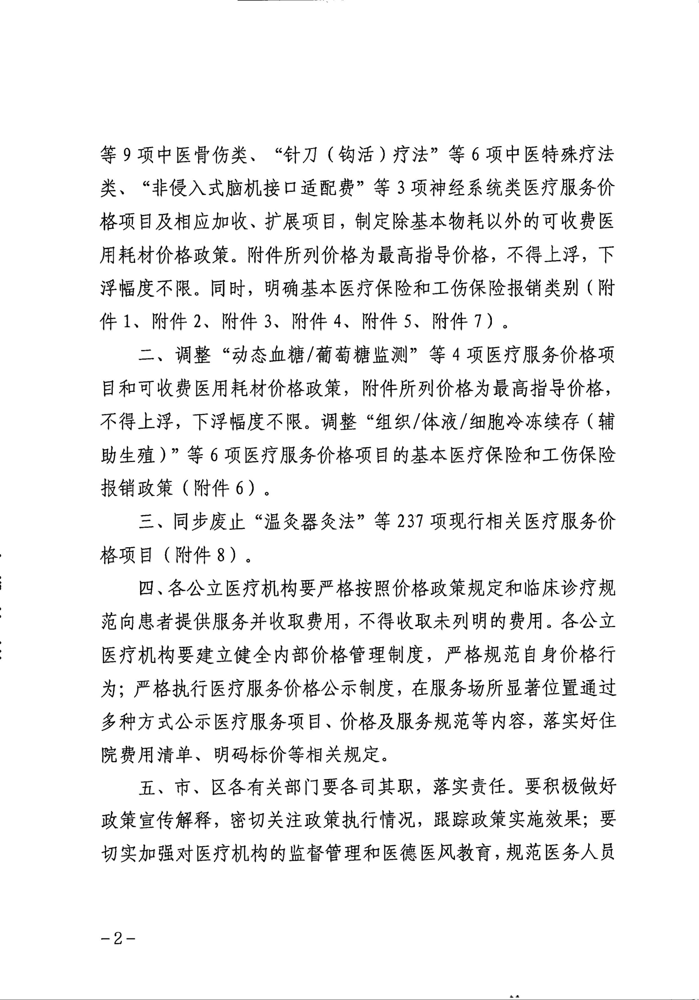 等9项中医骨伤类、“针刀（钩活）疗法”等6项中医特殊疗法
类、“非侵入式脑机接口适配费”等3项神经系统类医疗服务价
格项目及相应加收、扩展项目，制定除基本物耗以外的可收费医
用耗材价格政策。附件所列价格为最高指导价格，不得上浮，下
浮幅度不限。同时，明确基本医疗保险和工伤保险报销类别（附
件1、附件2、附件3、附件4、附件5、附件7）。
二、调整“动态血糖/葡萄糖监测”等4项医疗服务价格项
目和可收费医用耗材价格政策，附件所列价格为最高指导价格，
不得上浮，下浮幅度不限。调整“组织/体液/细胞冷冻续存（辅
助生殖）”等6项医疗服务价格项目的基本医疗保险和工伤保险
报销政策（附件6）。
三、同步废止“温灸器灸法”等237项现行相关医疗服务价
格项目（附件8）。
四、各公立医疗机构要严格按照价格政策规定和临床诊疗规
范向患者提供服务并收取费用，不得收取未列明的费用。各公立
医疗机构要建立健全内部价格管理制度，严格规范自身价格行
为；严格执行医疗服务价格公示制度，在服务场所显著位置通过
多种方式公示医疗服务项目、价格及服务规范等内容，落实好住
院费用清单、明码标价等相关规定。
五、市、区各有关部门要各司其职，落实责任。要积极做好
政策宣传解释，密切关注政策执行情况，跟踪政策实施效果；要
切实加强对医疗机构的监督管理和医德医风教育，规范医务人员
-2-